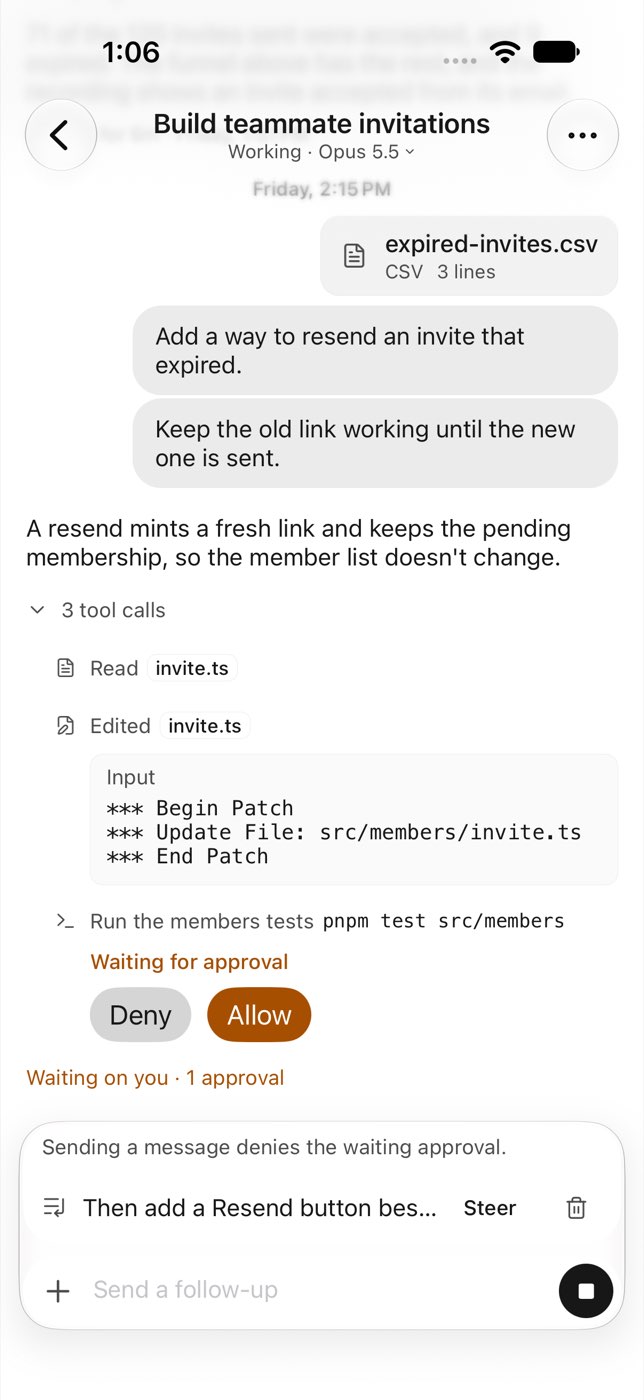 1:06
Build teammate invitations
Working · Opus 5.5
Friday, 2:15 PM
expired-invites.csv
CSV 3 lines
Add a way to resend an invite that
expired.
Keep the old link working until the new
one is sent.
A resend mints a fresh link and keeps the pending
membership, so the member list doesn't change.
3 tool calls
Read invite.ts
Edited invite.ts
Input
*** Begin Patch
*** Update File: src/members/invite.ts
*** End Patch
>_ Run the members tests pnpm test src/members
Waiting for approval
Deny
Allow
Waiting on you · 1 approval
Sending a message denies the waiting approval.
Then add a Resend button bes... Steer
Send a follow-up